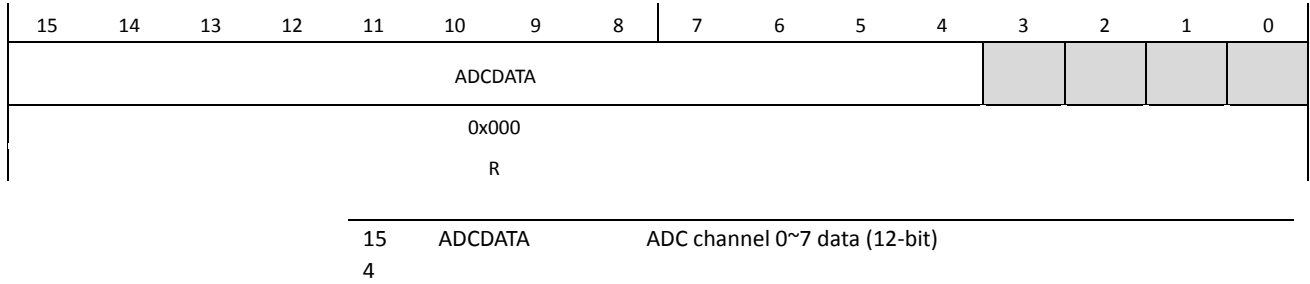 15 14 13 12 11 10 9 8 7 6 5 4 3 2 1 0
ADCDATA
0x000
R
15 ADCDATA ADC channel 0~7 data (12-bit)
4